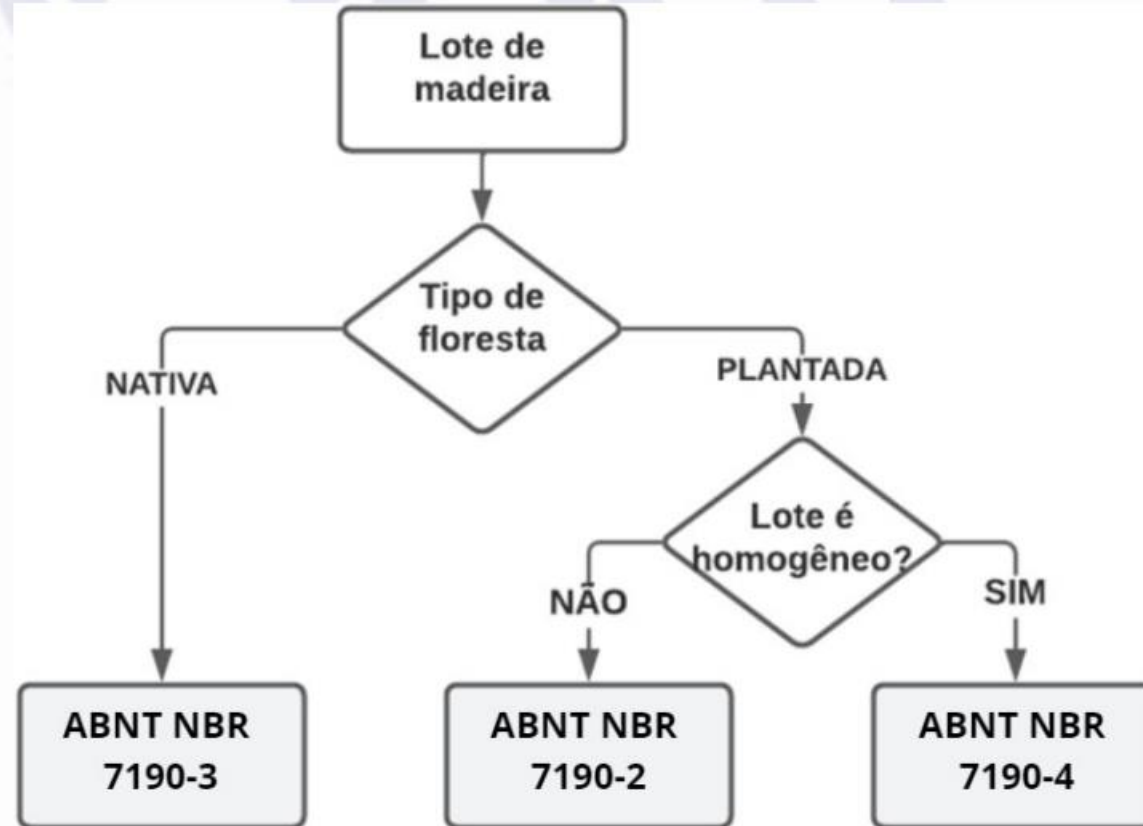 Lote de
madeira
Tipo de
floresta
NATIVA
PLANTADA
Lote é
homogêneo?
NÃO
SIM
ABNT NBR
7190-3
ABNT NBR
7190-2
ABNT NBR
7190-4